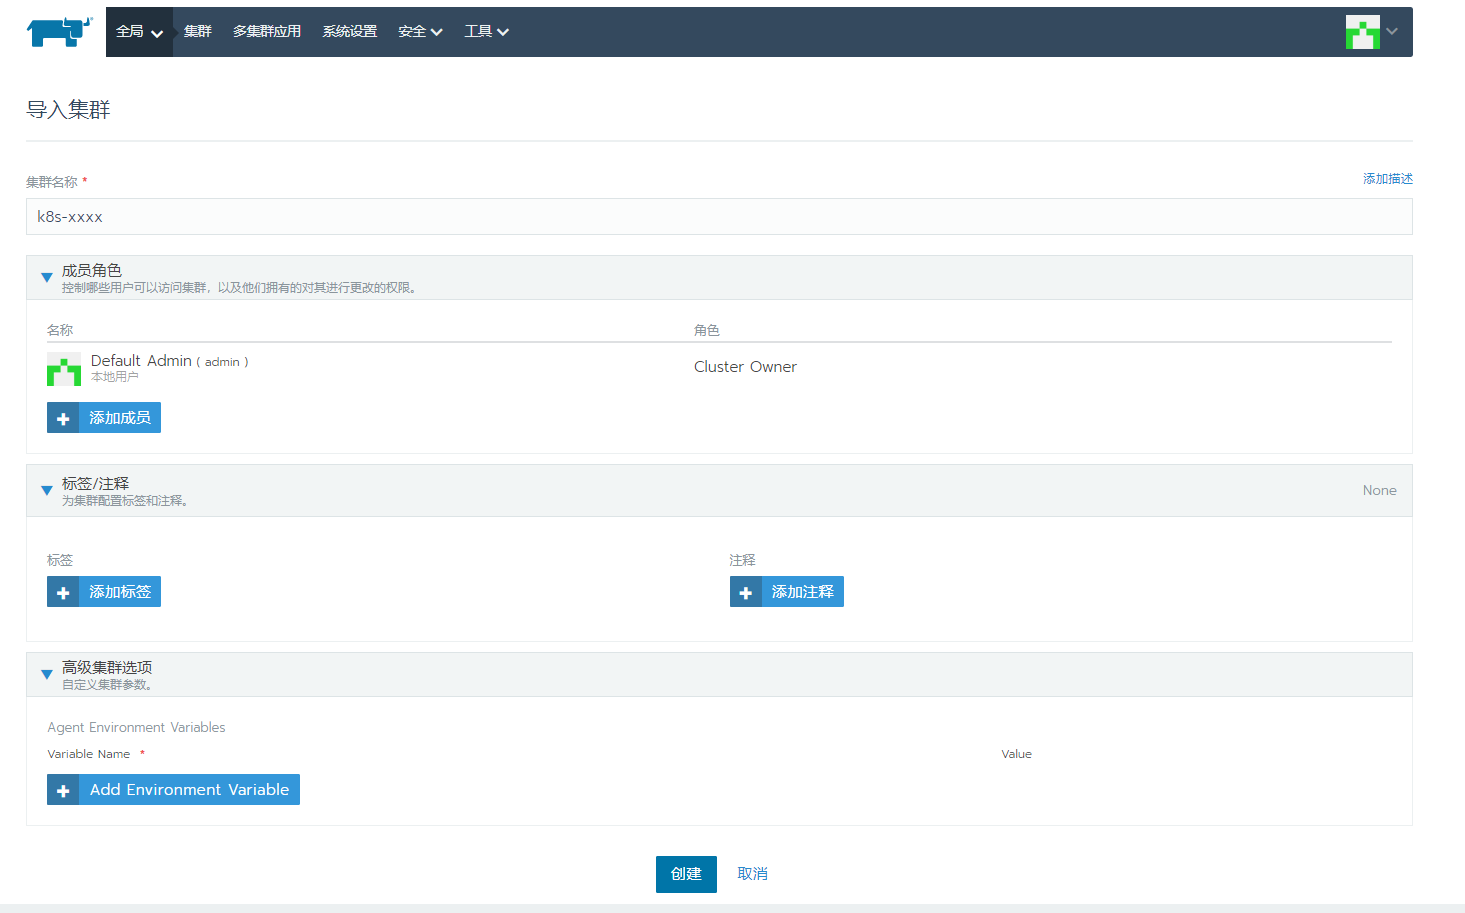 全局 集群 多集群应用 系统设置 安全 工具
导入集群
集群名称 * 添加描述
k8s-xxxx
成员角色
控制哪些用户可以访问集群，以及他们拥有的对其进行更改的权限。
名称 角色
Default Admin ( admin ) Cluster Owner
本地用户
添加成员
标签/注释
为集群配置标签和注释。 None
标签 注释
添加标签 添加注释
高级集群选项
自定义集群参数。
Agent Environment Variables
Variable Name * Value
Add Environment Variable
创建 取消